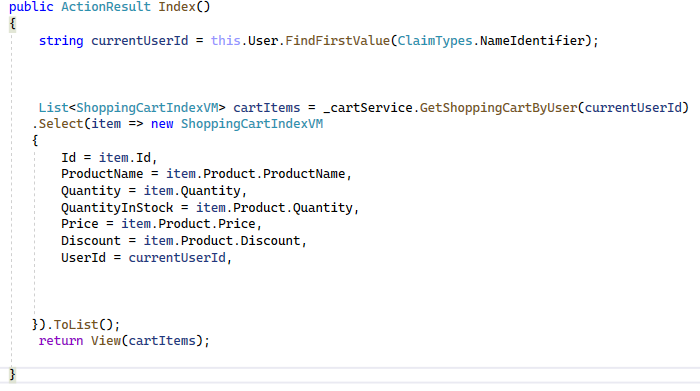 public ActionResult Index()
{
string currentUserId = this.User.FindFirstValue(ClaimTypes.NameIdentifier);
List<ShoppingCartIndexVM> cartItems = _cartService.GetShoppingCartByUser(currentUserId)
.Select(item => new ShoppingCartIndexVM
{
Id = item.Id,
ProductName = item.Product.ProductName,
Quantity = item.Quantity,
QuantityInStock = item.Product.Quantity,
Price = item.Product.Price,
Discount = item.Product.Discount,
UserId = currentUserId,
}).ToList();
return View(cartItems);
}